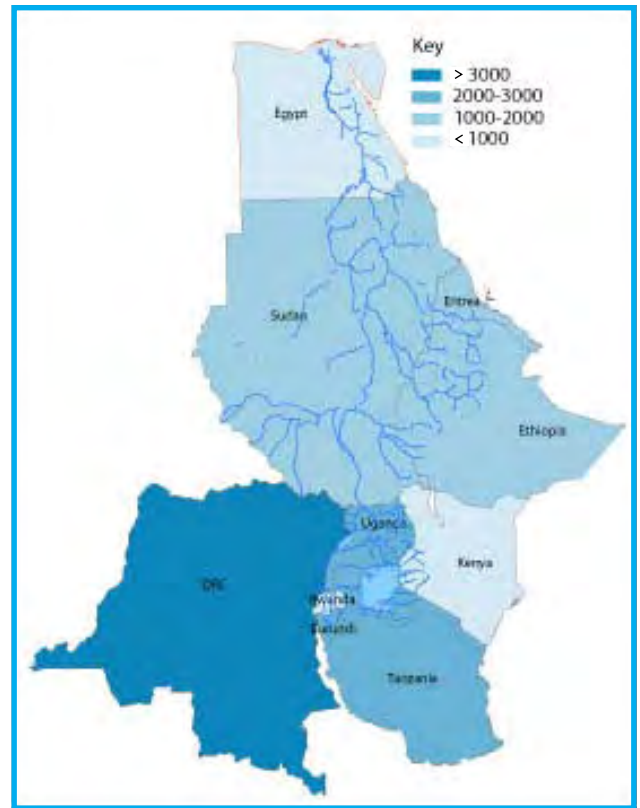 Key
> 3000
2000-3000
1000-2000
< 1000
Egypt
Eritrea
Sudan
Ethiopia
Uganda
Kenya
DRC
Rwanda
Burundi
Tanzania